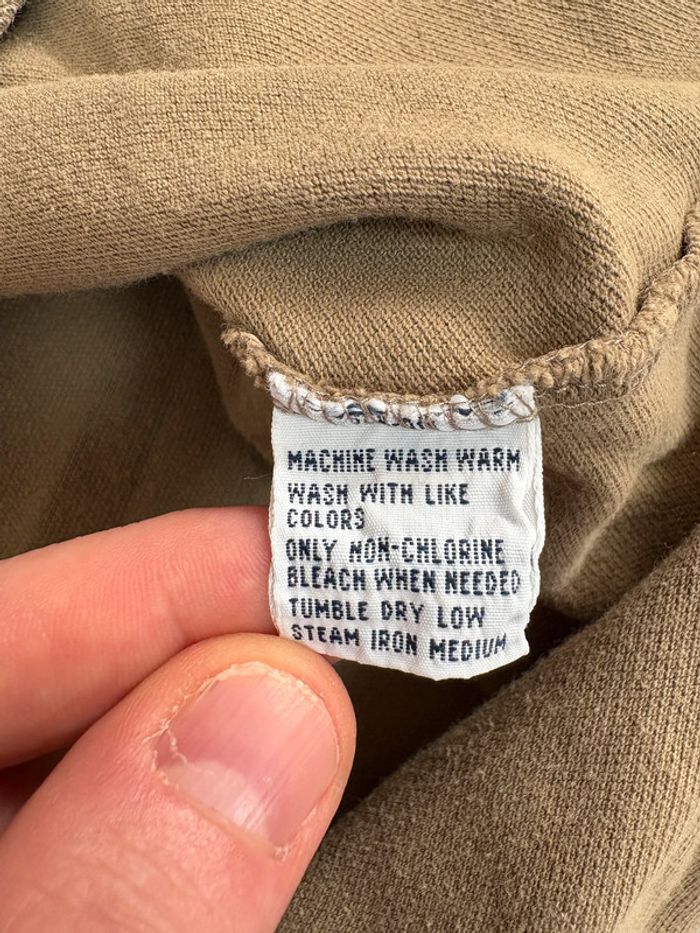 MACHINE WASH WARM
WASH WITH LIKE
COLORS
ONLY NON-CHLORINE
BLEACH WHEN NEEDED
TUMBLE DRY LOW
STEAM IRON MEDIUM